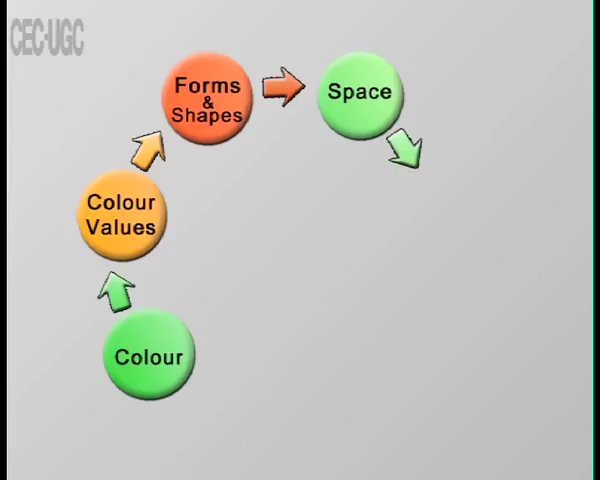 CEC-UGC
Forms
&
Shapes
Space
Colour
Values
Colour